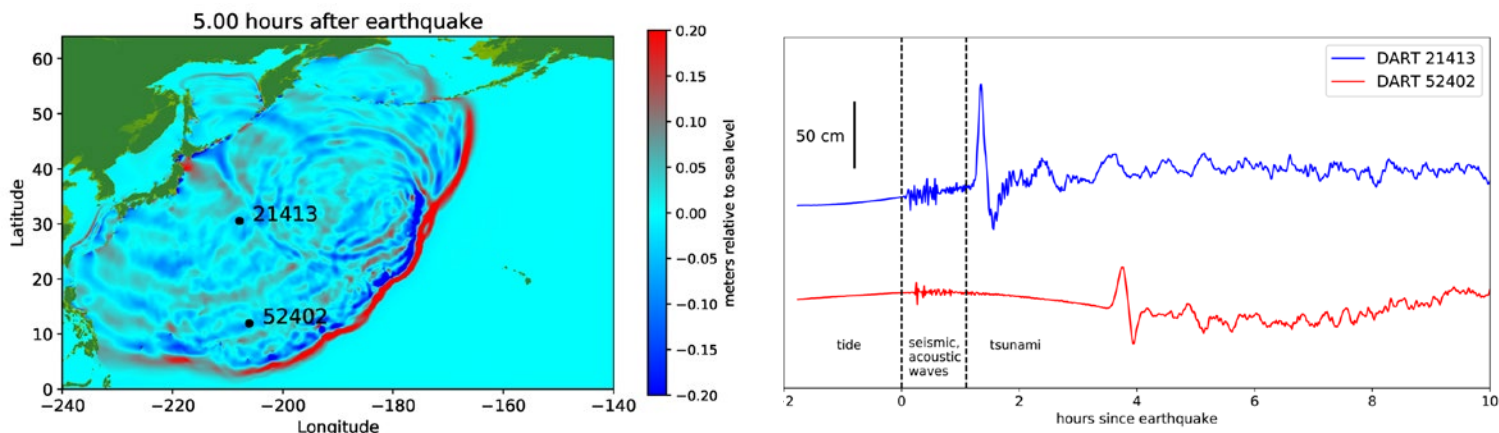 5.00 hours after earthquake
60
50
40
30
20
10
0
Latitude
21413
52402
−240
−220
−200
−180
−160
−140
Longitude
0.20
0.15
0.10
0.05
0.00
−0.05
−0.10
−0.15
−0.20
meters relative to sea level
DART 21413
DART 52402
50 cm
tide
seismic,
acoustic
waves
tsunami
−2
0
2
4
6
8
10
hours since earthquake